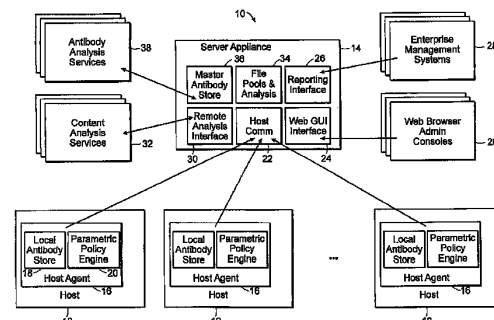 10
Antibody
Analysis
Services
38
Server Appliance
14
Enterprise
Management
Systems
28
36
34
26
Master
Antibody
Store
File
Pools &
Analysis
Reporting
Interface
Content
Analysis
Services
32
Remote
Analysis
Interface
Host
Comm
Web GUI
Interface
30
22
24
Web Browser
Admin
Consoles
20
Local
Antibody
Store
Parametric
Policy
Engine
18
20
Host Agent
16
Host
12
Local
Antibody
Store
Parametric
Policy
Engine
Host Agent
16
Host
12
...
Local
Antibody
Store
Parametric
Policy
Engine
Host Agent
16
Host
12